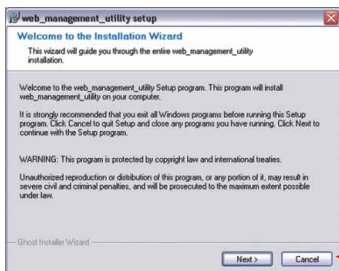 web_management_utility setup
Welcome to the Installation Wizard
This wizard will guide you through the entire web_management_utility
installation.
Welcome to the web_management_utility Setup program. This program will install
web_management_utility on your computer.
It is strongly recommended that you exit all Windows programs before running this Setup
program. Click Cancel to quit Setup and close any programs you have running. Click Next to
continue with the Setup program.
WARNING: This program is protected by copyright law and international treaties.
Unauthorized reproduction or distribution of this program, or any portion of it, may result in
severe civil and criminal penalties, and will be prosecuted to the maximum extent possible
under law.
Ghost Installer Wizard
Next >
Cancel